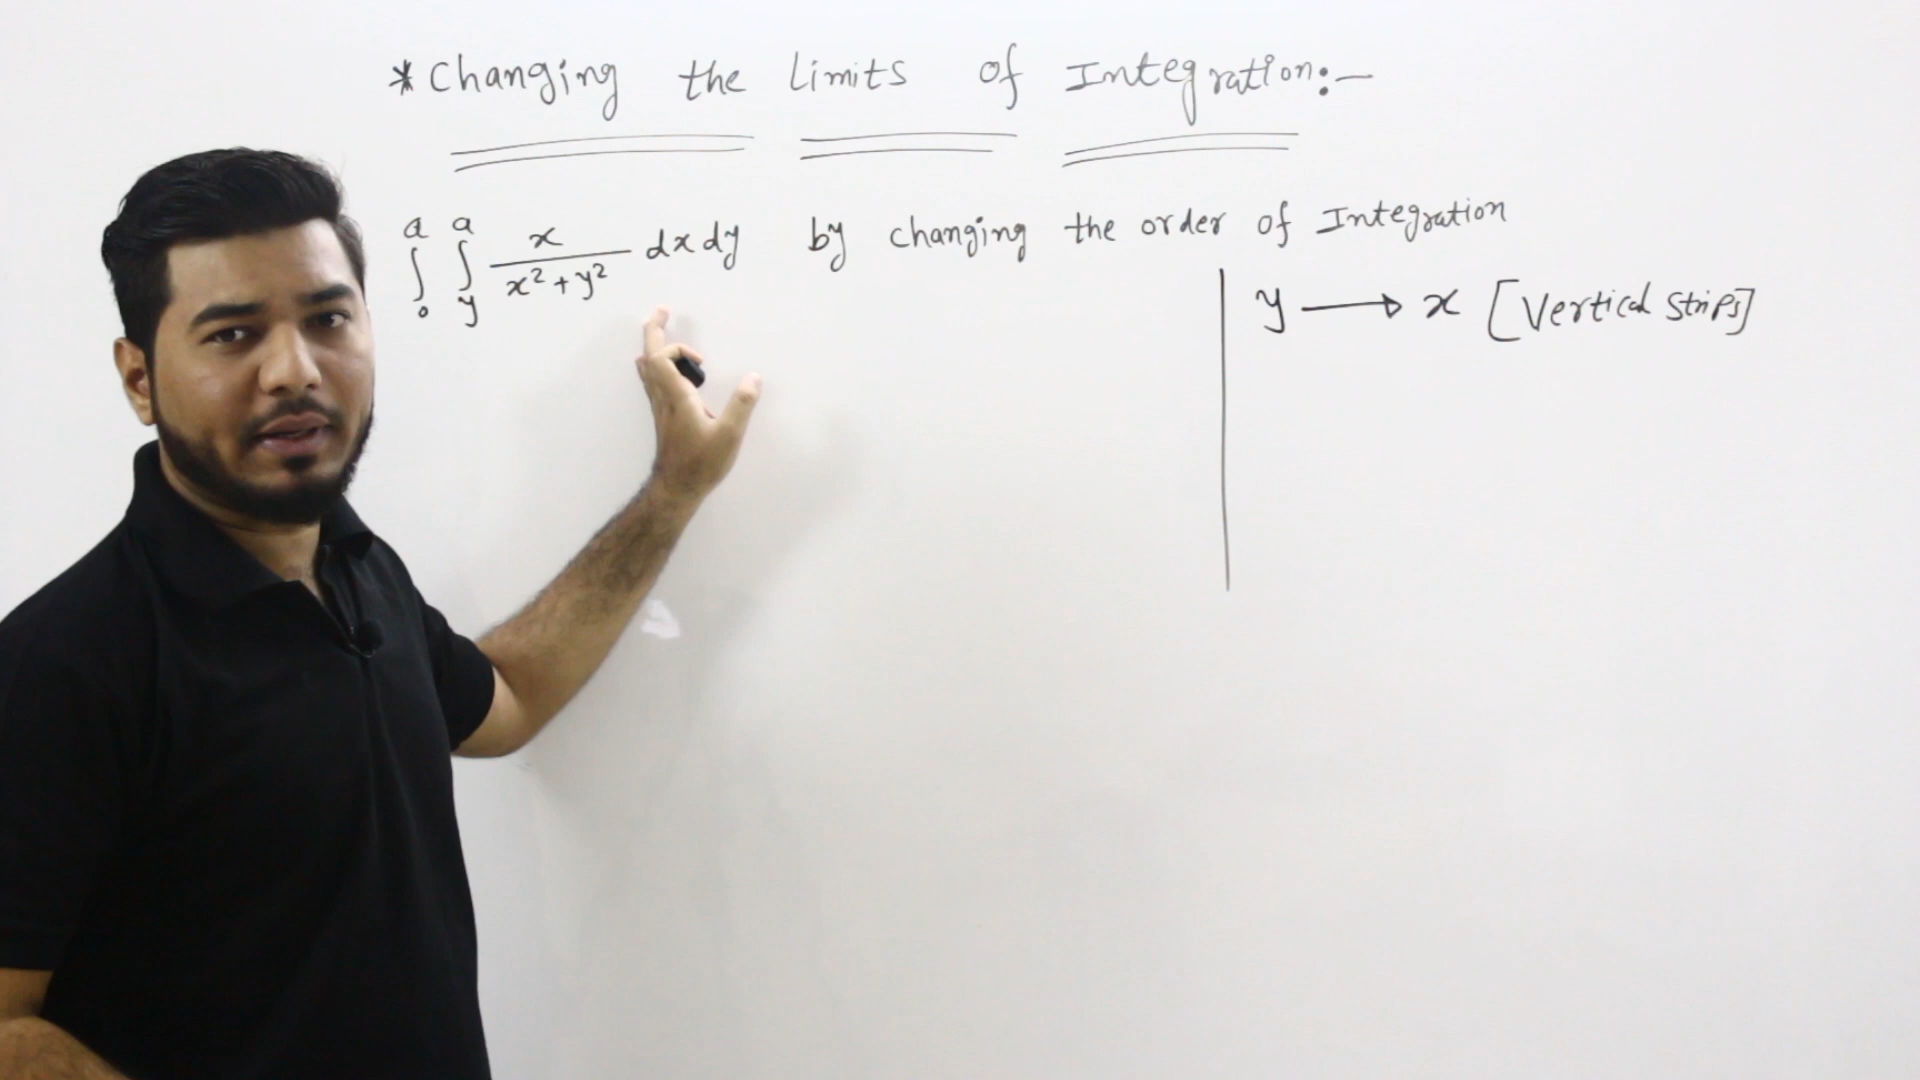 * Changing the Limits of Integration:-
∫₀ᵃ ∫ᵧᵃ x/(x²+y²) dx dy by changing the order of Integration
y → x [Vertical Strips]